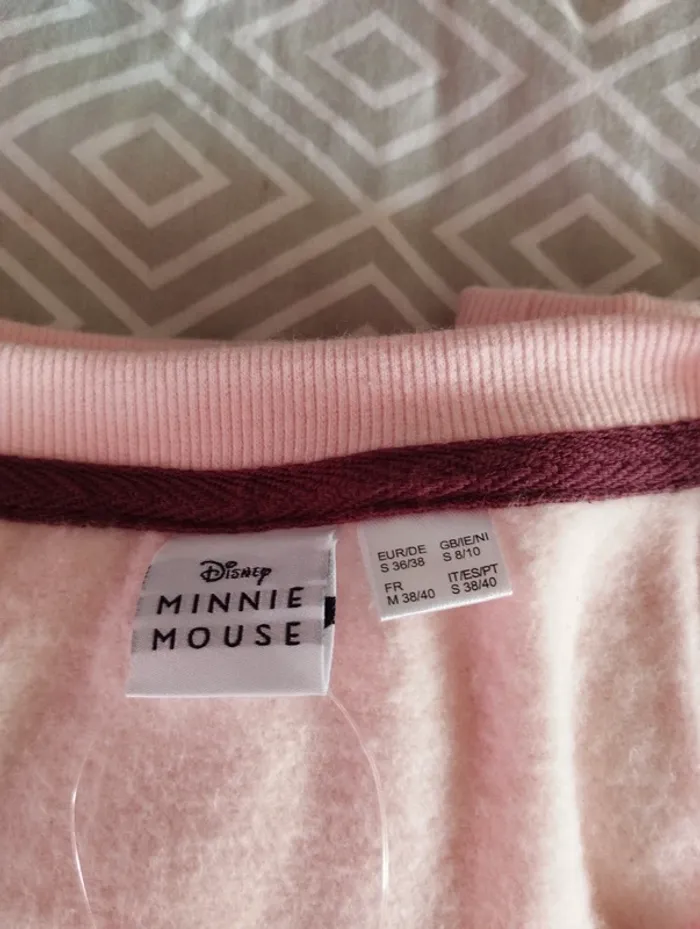 Disney
MINNIE
MOUSE
EUR/DE GB/IE/NI
S 36/38 S 8/10
FR IT/ES/PT
M 38/40 S 38/40